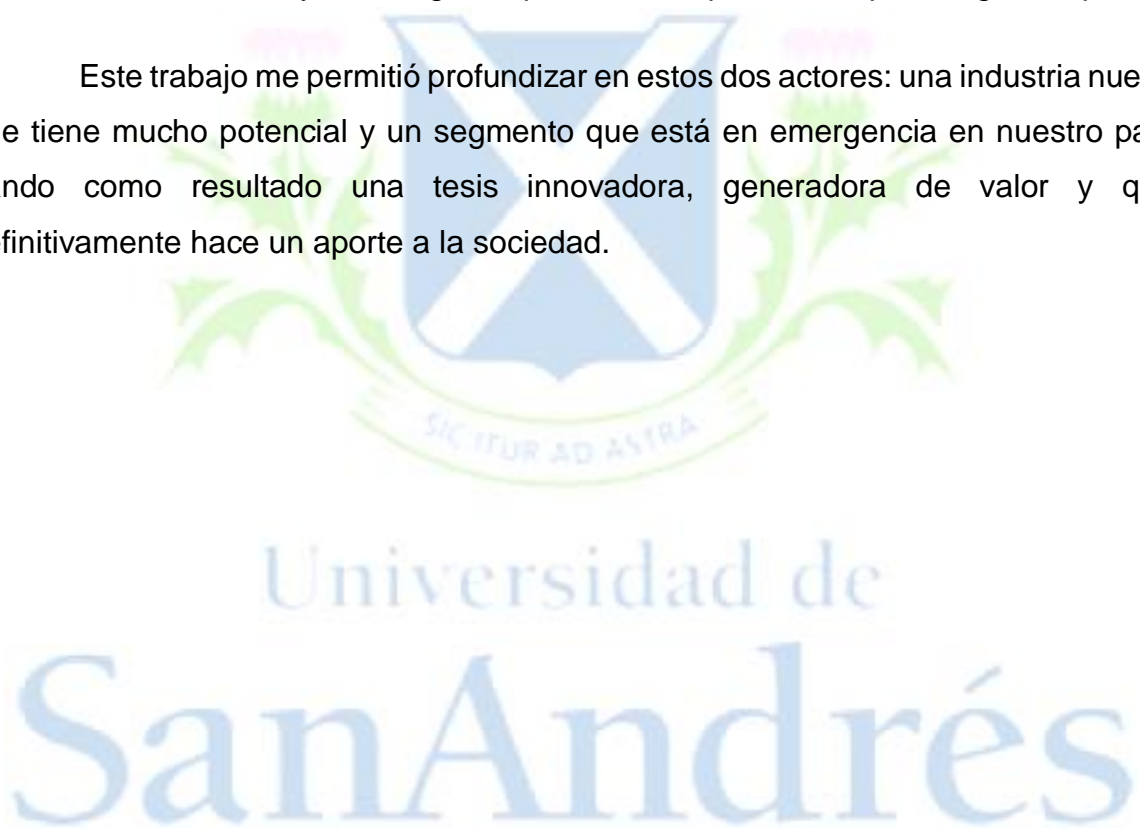 Este trabajo me permitió profundizar en estos dos actores: una industria nue
e tiene mucho potencial y un segmento que está en emergencia en nuestro pa
ndo como resultado una tesis innovadora, generadora de valor y q
finitivamente hace un aporte a la sociedad.
SIC ITUR AD ASTRA
Universidad de
SanAndrés